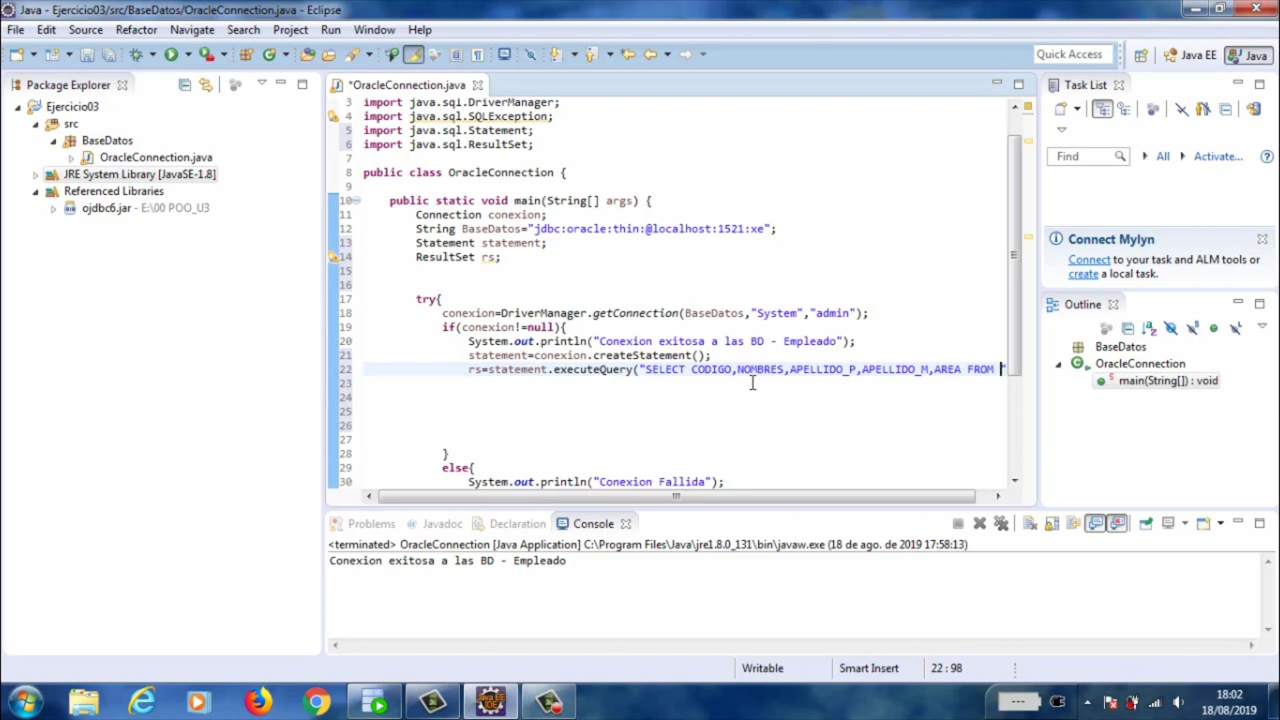 Java - Ejercicio03/src/BaseDatos/OracleConnection.java - Eclipse
File Edit Source Refactor Navigate Search Project Run Window Help
Quick Access
Java EE
Java
Package Explorer
Ejercicio03
src
BaseDatos
OracleConnection.java
JRE System Library [JavaSE-1.8]
Referenced Libraries
ojdbc6.jar - E:\00 POO_U3
*OracleConnection.java
3 import java.sql.DriverManager;
4 import java.sql.SQLException;
5 import java.sql.Statement;
6 import java.sql.ResultSet;
7
8 public class OracleConnection {
9
10 public static void main(String[] args) {
11 Connection conexion;
12 String BaseDatos="jdbc:oracle:thin:@localhost:1521:xe";
13 Statement statement;
14 ResultSet rs;
15
16
17 try{
18 conexion=DriverManager.getConnection(BaseDatos,"System","admin");
19 if(conexion!=null){
20 System.out.println("Conexion exitosa a las BD - Empleado");
21 statement=conexion.createStatement();
22 rs=statement.executeQuery("SELECT CODIGO,NOMBRES,APELLIDO_P,APELLIDO_M,AREA FROM "
23
24
25
26
27
28 }
29 else{
30 System.out.println("Conexion Fallida");
Task List
Find
All
Activate...
Connect Mylyn
Connect to your task and ALM tools or
create a local task.
Outline
BaseDatos
OracleConnection
main(String[]) : void
Problems
Javadoc
Declaration
Console
<terminated> OracleConnection [Java Application] C:\Program Files\Java\jre1.8.0_131\bin\javaw.exe (18 de ago. de 2019 17:58:13)
Conexion exitosa a las BD - Empleado
Writable
Smart Insert
22 : 98
18:02
18/08/2019